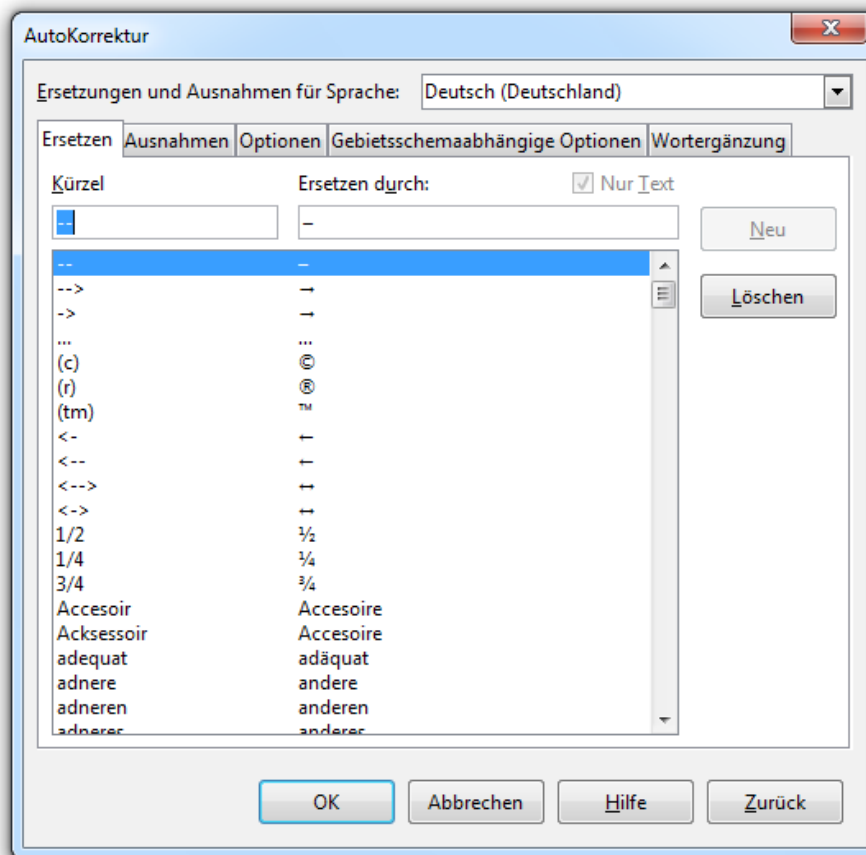 AutoKorrektur
Ersetzungen und Ausnahmen für Sprache: Deutsch (Deutschland)
Ersetzen Ausnahmen Optionen Gebietsschemaabhängige Optionen Wortergänzung
Kürzel Ersetzen durch: Nur Text
-- – Neu
-- –
--> → Löschen
-> →
... …
(c) ©
(r) ®
(tm) ™
<- ←
<-- ←
<--> ↔
<-> ↔
1/2 ½
1/4 ¼
3/4 ¾
Accesoir Accesoire
Acksessoir Accesoire
adequat adäquat
adnere andere
adneren anderen
adneres anderes
OK Abbrechen Hilfe Zurück